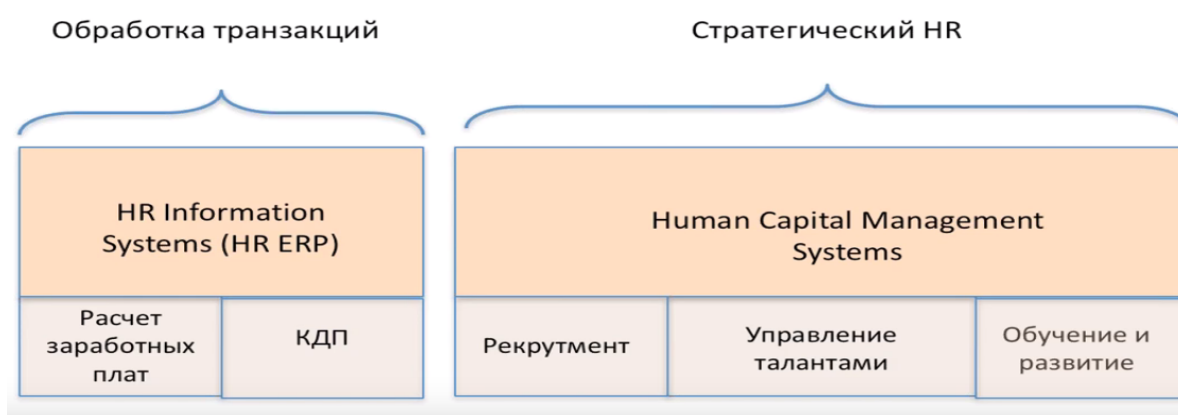 Обработка транзакций
Стратегический HR
HR Information
Systems (HR ERP)
Human Capital Management
Systems
Расчет
заработных
плат
КДП
Рекрутмент
Управление
талантами
Обучение и
развитие